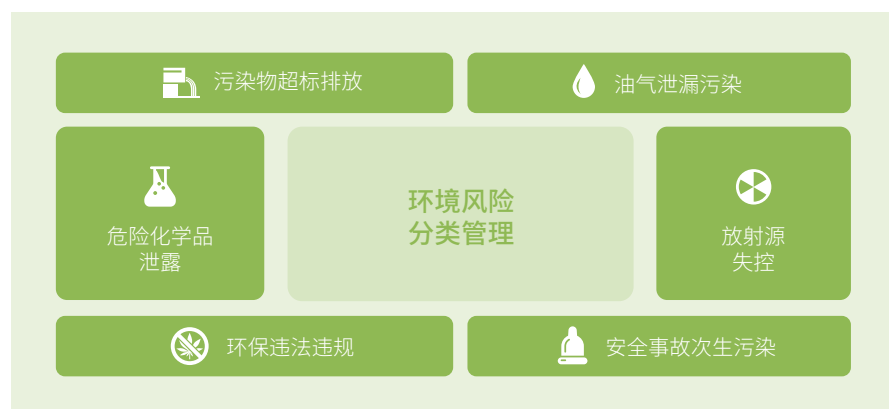 污染物超标排放
油气泄漏污染
危险化学品
泄露
环境风险
分类管理
放射源
失控
环保违法违规
安全事故次生污染